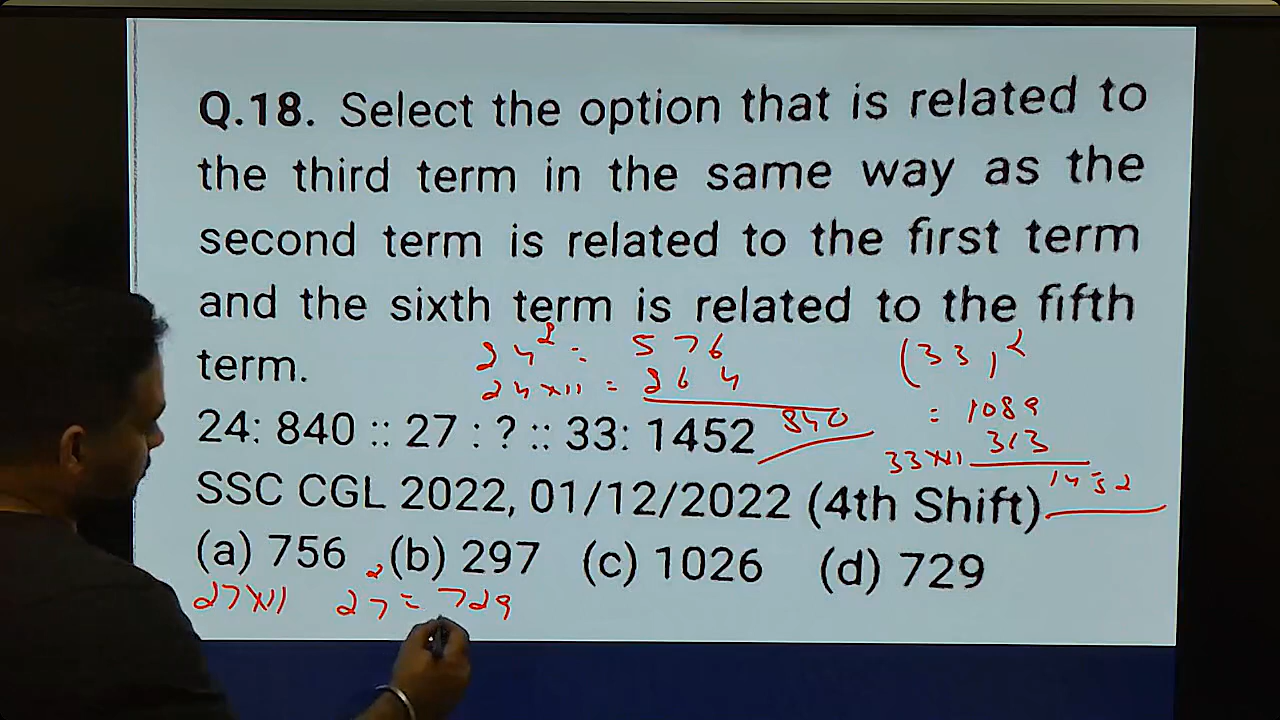 Q.18. Select the option that is related to
the third term in the same way as the
second term is related to the first term
and the sixth term is related to the fifth
term.
24² = 576
24×11 = 264
840
(33)²
= 1089
33×11 363
1452
24: 840 :: 27 : ? :: 33: 1452
SSC CGL 2022, 01/12/2022 (4th Shift)
(a) 756 (b) 297 (c) 1026 (d) 729
27×11 27² = 729